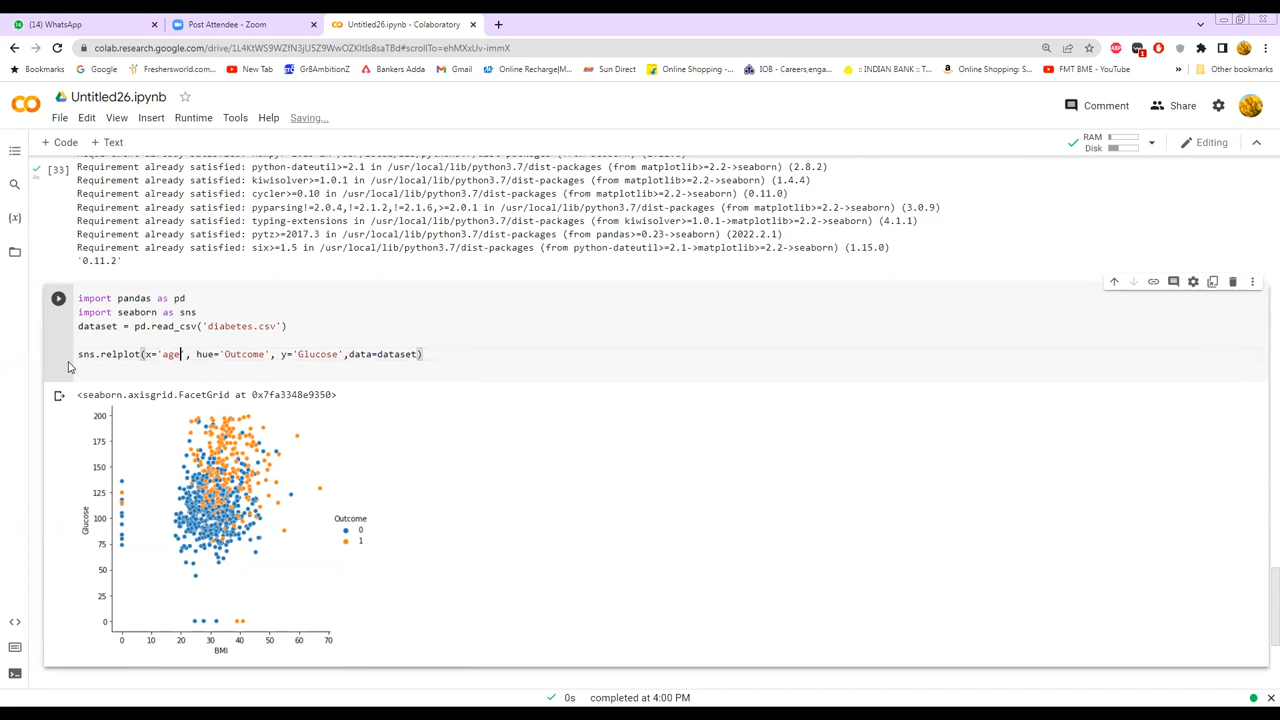 (14) WhatsApp
Post Attendee - Zoom
Untitled26.ipynb - Colaboratory
colab.research.google.com/drive/1L4KtWS9WZfN3jU5Z9WwOZKltIs8saTBd#scrollTo=ehMXxUv-immX
Bookmarks
Google
Freshersworld.com...
New Tab
Gr8AmbitionZ
Bankers Adda
Gmail
Online Recharge|M...
Sun Direct
Online Shopping -...
IOB - Careers,enga...
:: INDIAN BANK :: T...
Online Shopping: S...
FMT BME - YouTube
Other bookmarks
Untitled26.ipynb
Comment
Share
File Edit View Insert Runtime Tools Help Saving...
+ Code + Text
RAM
Disk
Editing
[33]
Requirement already satisfied: python-dateutil>=2.1 in /usr/local/lib/python3.7/dist-packages (from matplotlib>=2.2->seaborn) (2.8.2)
Requirement already satisfied: kiwisolver>=1.0.1 in /usr/local/lib/python3.7/dist-packages (from matplotlib>=2.2->seaborn) (1.4.4)
Requirement already satisfied: cycler>=0.10 in /usr/local/lib/python3.7/dist-packages (from matplotlib>=2.2->seaborn) (0.11.0)
Requirement already satisfied: pyparsing!=2.0.4,!=2.1.2,!=2.1.6,>=2.0.1 in /usr/local/lib/python3.7/dist-packages (from matplotlib>=2.2->seaborn) (3.0.9)
Requirement already satisfied: typing-extensions in /usr/local/lib/python3.7/dist-packages (from kiwisolver>=1.0.1->matplotlib>=2.2->seaborn) (4.1.1)
Requirement already satisfied: pytz>=2017.3 in /usr/local/lib/python3.7/dist-packages (from pandas>=0.23->seaborn) (2022.2.1)
Requirement already satisfied: six>=1.5 in /usr/local/lib/python3.7/dist-packages (from python-dateutil>=2.1->matplotlib>=2.2->seaborn) (1.15.0)
'0.11.2'
import pandas as pd
import seaborn as sns
dataset = pd.read_csv('diabetes.csv')
sns.relplot(x='age', hue='Outcome', y='Glucose',data=dataset)
<seaborn.axisgrid.FacetGrid at 0x7fa3348e9350>
200
175
150
125
100
75
50
25
0
Glucose
Outcome
0
1
0 10 20 30 40 50 60 70
BMI
0s completed at 4:00 PM